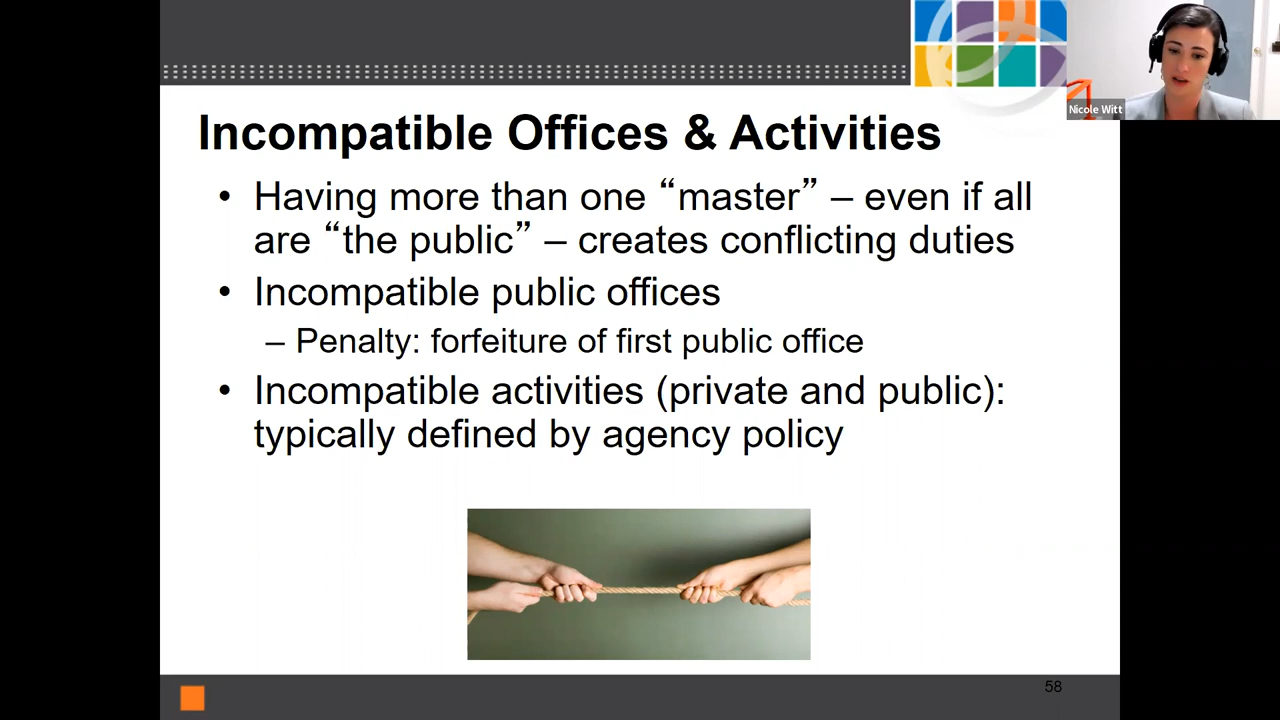 Nicole Witt
Incompatible Offices & Activities
• Having more than one “master” – even if all
are “the public” – creates conflicting duties
• Incompatible public offices
– Penalty: forfeiture of first public office
• Incompatible activities (private and public):
typically defined by agency policy
58